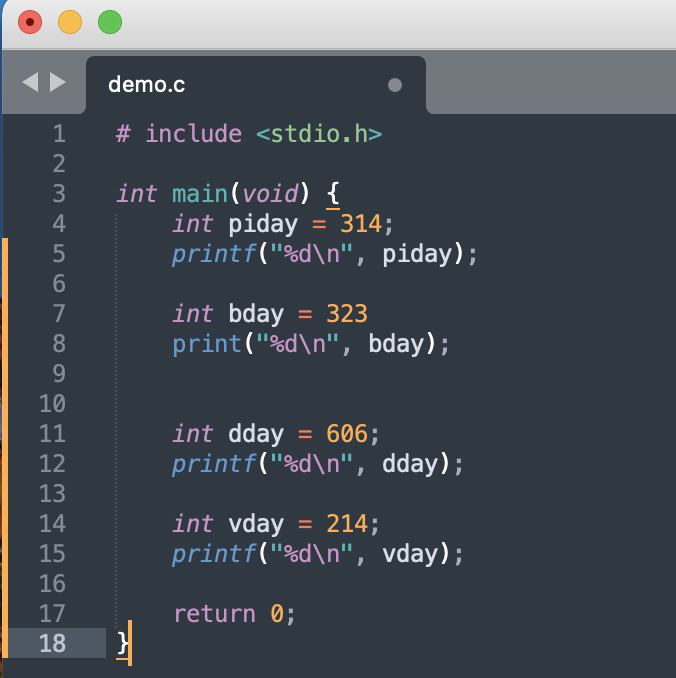 demo.c
1 # include <stdio.h>
2
3 int main(void) {
4     int piday = 314;
5     printf("%d\n", piday);
6
7     int bday = 323
8     print("%d\n", bday);
9
10
11     int dday = 606;
12     printf("%d\n", dday);
13
14     int vday = 214;
15     printf("%d\n", vday);
16
17     return 0;
18 }